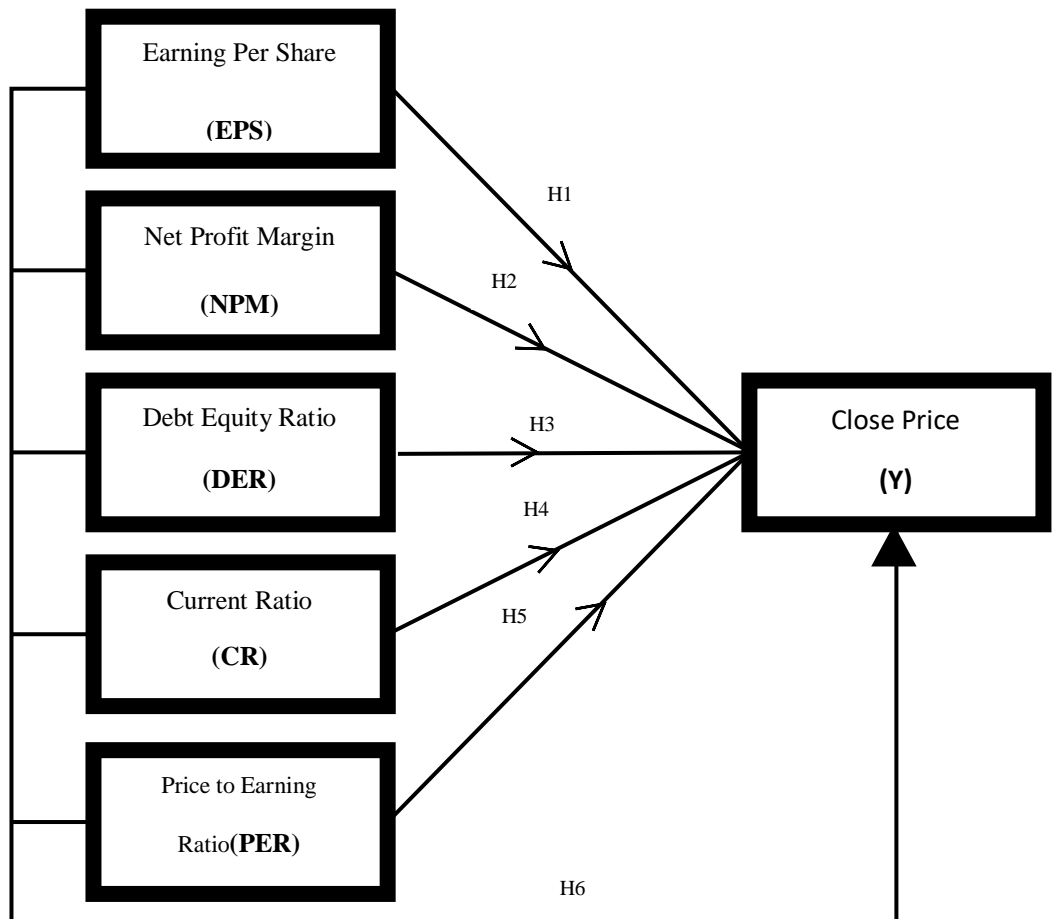 Earning Per Share
(EPS)
H1
Net Profit Margin
(NPM)
H2
Debt Equity Ratio
(DER)
H3
Close Price
(Y)
Current Ratio
(CR)
H4
H5
Price to Earning
Ratio(PER)
H6